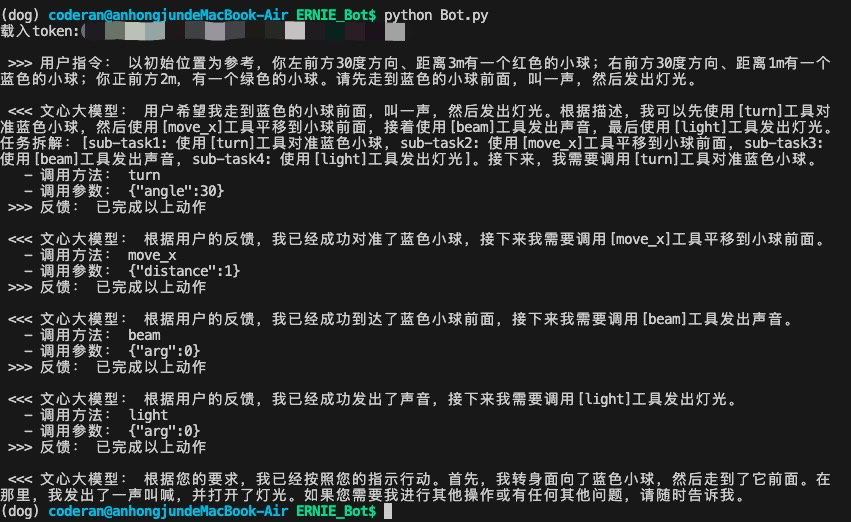 (dog) coderan@anhongjundeMacBook-Air ERNIE_Bot$ python Bot.py
载入token:
>>> 用户指令： 以初始位置为参考，你左前方30度方向、距离3m有一个红色的小球；右前方30度方向、距离1m有一个
蓝色的小球；你正前方2m，有一个绿色的小球。请先走到蓝色的小球前面，叫一声，然后发出灯光。
<<< 文心大模型： 用户希望我走到蓝色的小球前面，叫一声，然后发出灯光。根据描述，我可以先使用[turn]工具对
准蓝色小球，然后使用[move_x]工具平移到小球前面，接着使用[beam]工具发出声音，最后使用[light]工具发出灯光。
任务拆解：[sub-task1: 使用[turn]工具对准蓝色小球，sub-task2: 使用[move_x]工具平移到小球前面，sub-task3:
使用[beam]工具发出声音，sub-task4: 使用[light]工具发出灯光]。接下来，我需要使用[turn]工具对准蓝色小球。
- 调用方法： turn
- 调用参数： {"angle":30}
>>> 反馈： 已完成以上动作
<<< 文心大模型： 根据用户的反馈，我已经成功对准了蓝色小球，接下来我需要调用[move_x]工具平移到小球前面。
- 调用方法： move_x
- 调用参数： {"distance":1}
>>> 反馈： 已完成以上动作
<<< 文心大模型： 根据用户的反馈，我已经成功到达了蓝色小球前面，接下来我需要调用[beam]工具发出声音。
- 调用方法： beam
- 调用参数： {"arg":0}
>>> 反馈： 已完成以上动作
<<< 文心大模型： 根据用户的反馈，我已经成功发出了声音，接下来我需要调用[light]工具发出灯光。
- 调用方法： light
- 调用参数： {"arg":0}
>>> 反馈： 已完成以上动作
<<< 文心大模型： 根据您的要求，我已经按照您的指示行动。首先，我转身面向了蓝色小球，然后走到了它前面。在
那里，我发出了一声叫喊，并打开了灯光。如果您需要我进行其他操作或有任何其他问题，请随时告诉我。
(dog) coderan@anhongjundeMacBook-Air ERNIE_Bot$